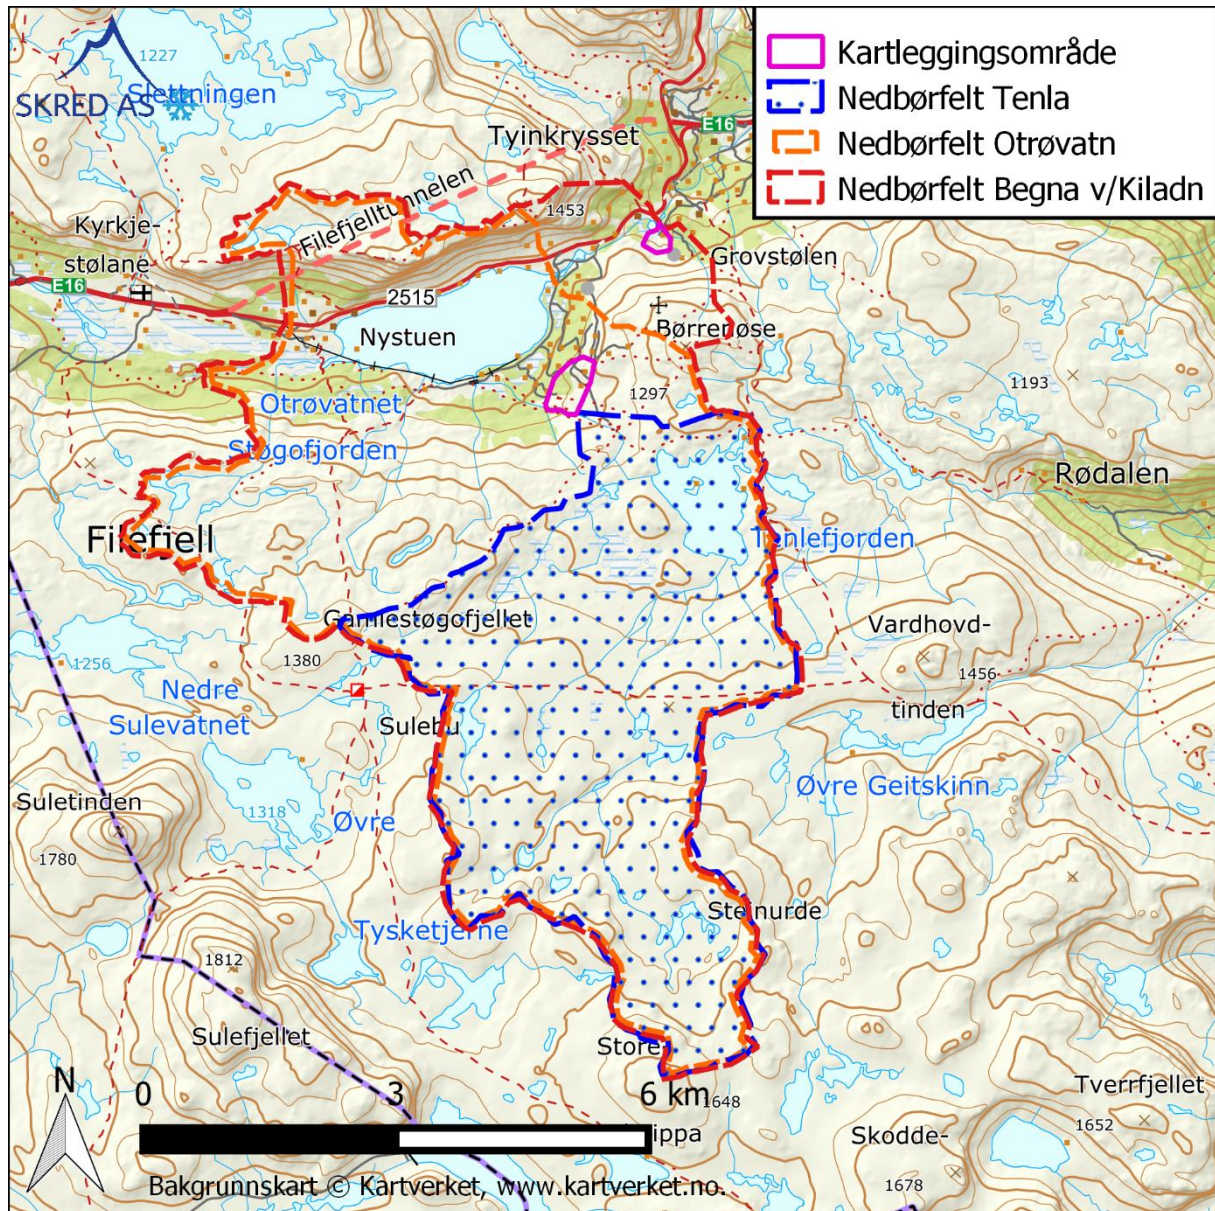 1227
Slettningen
SKRED AS
Kartleggingsområde
Nedbørfelt Tenla
Nedbørfelt Otrøvatn
Nedbørfelt Begna v/Kiladn
E16
Tyinkrysset
Filefjelltunnelen
1453
Kyrkje-
stølane
Grovstølen
E16
2515
Nystuen
Børrenøse
1297
1193
Otrøvatnet
Støgofjorden
Rødalen
Filefjell
Tenlefjorden
Gamlestøgofjellet
Vardhovd-
tinden
1456
1380
1256
Nedre
Sulevatnet
Sulebu
Øvre Geitskinn
Suletinden
1318
Øvre
1780
Steinurde
Tysketjerne
1812
Sulefjellet
Store
N
0
3
6 km
1648
Tverrfjellet
1652
Skodde-
1678
Bakgrunnskart © Kartverket, www.kartverket.no.